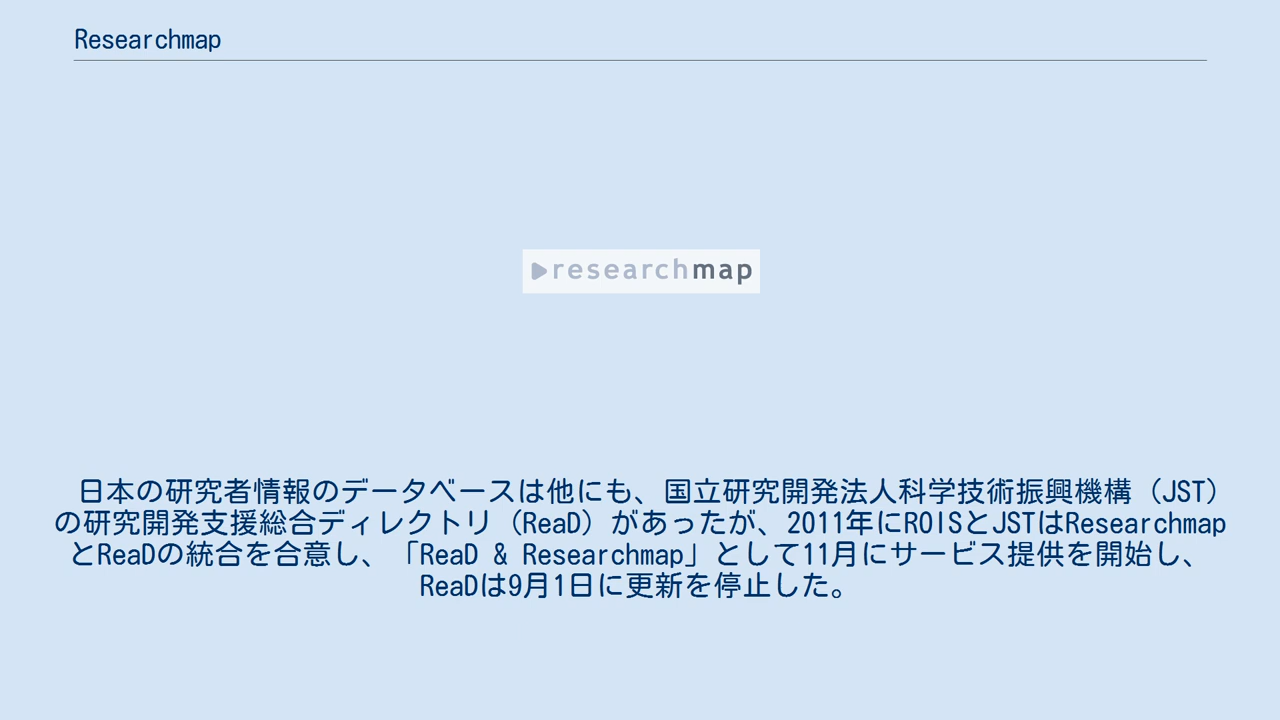 Researchmap
researchmap
日本の研究者情報のデータベースは他にも、国立研究開発法人科学技術振興機構（JST）
の研究開発支援総合ディレクトリ（ReaD）があったが、2011年にROISとJSTはResearchmap
とReaDの統合を合意し、「ReaD & Researchmap」として11月にサービス提供を開始し、
ReaDは9月1日に更新を停止した。